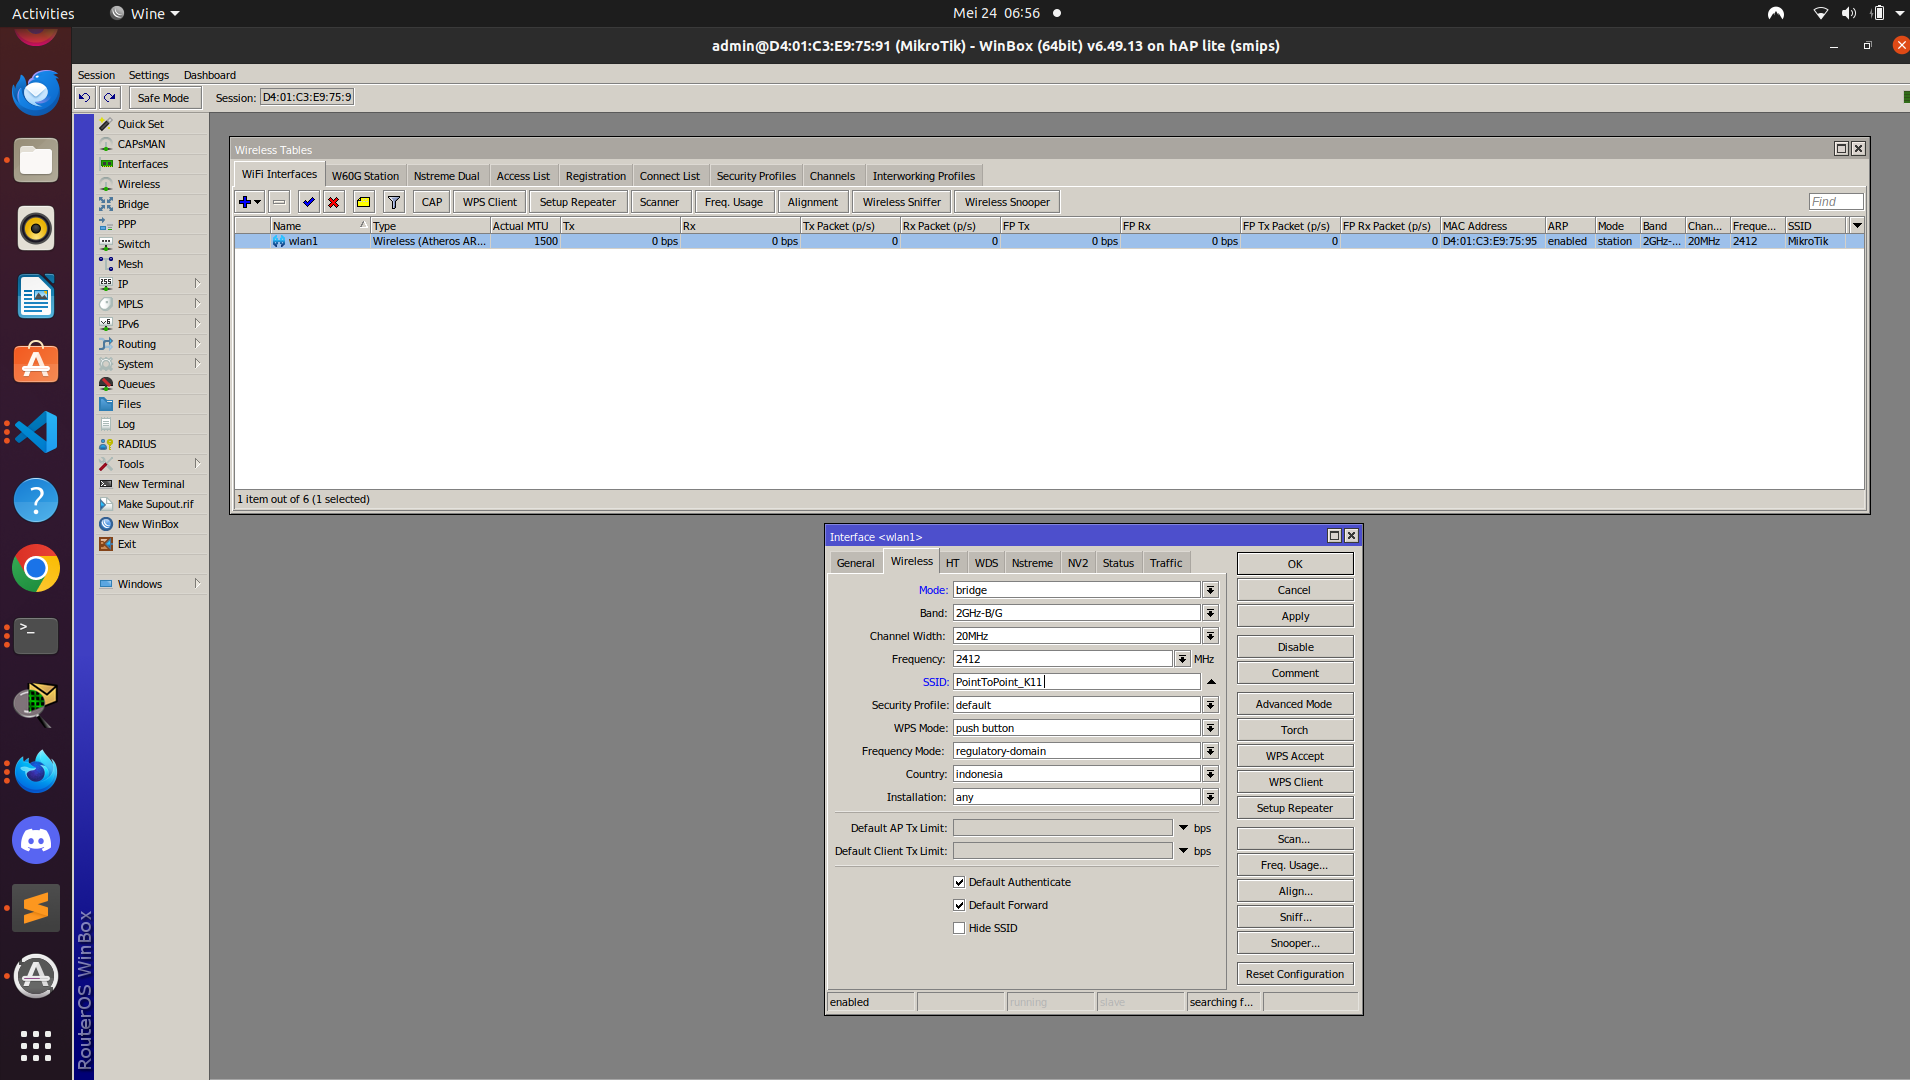 Activities
Wine
Mei 24 06:56
admin@D4:01:C3:E9:75:91 (MikroTik) - WinBox (64bit) v6.49.13 on hAP lite (smips)
Session Settings Dashboard
Safe Mode
Session: D4:01:C3:E9:75:9
Quick Set
CAPsMAN
Interfaces
Wireless
Bridge
PPP
Switch
Mesh
IP
MPLS
IPv6
Routing
System
Queues
Files
Log
RADIUS
Tools
New Terminal
Make Supout.rif
New WinBox
Exit
Windows
RouterOS WinBox
Wireless Tables
WiFi Interfaces W60G Station Nstreme Dual Access List Registration Connect List Security Profiles Channels Interworking Profiles
CAP WPS Client Setup Repeater Scanner Freq. Usage Alignment Wireless Sniffer Wireless Snooper Find
Name Type Actual MTU Tx Rx Tx Packet (p/s) Rx Packet (p/s) FP Tx FP Rx FP Tx Packet (p/s) FP Rx Packet (p/s) MAC Address ARP Mode Band Chan... Freque... SSID
wlan1 Wireless (Atheros AR... 1500 0 bps 0 bps 0 0 0 bps 0 bps 0 0 D4:01:C3:E9:75:95 enabled station 2GHz-... 20MHz 2412 MikroTik
1 item out of 6 (1 selected)
Interface <wlan1>
General Wireless HT WDS Nstreme NV2 Status Traffic
Mode: bridge
Band: 2GHz-B/G
Channel Width: 20MHz
Frequency: 2412 MHz
SSID: PointToPoint_K11
Security Profile: default
WPS Mode: push button
Frequency Mode: regulatory-domain
Country: indonesia
Installation: any
Default AP Tx Limit: bps
Default Client Tx Limit: bps
Default Authenticate
Default Forward
Hide SSID
OK
Cancel
Apply
Disable
Comment
Advanced Mode
Torch
WPS Accept
WPS Client
Setup Repeater
Scan...
Freq. Usage...
Align...
Sniff...
Snooper...
Reset Configuration
enabled running slave searching f...